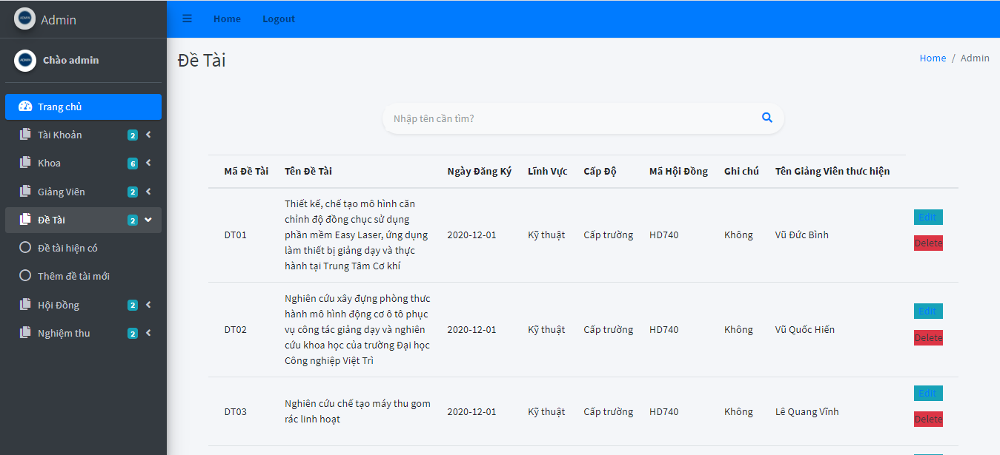 Admin
Home
Logout
Chào admin
Đề Tài
Home / Admin
Trang chủ
Nhập tên cần tìm?
Tài Khoản 2
Khoa 6
Giảng Viên 2
Đề Tài 2
Đề tài hiện có
Thêm đề tài mới
Hội Đồng 2
Nghiệm thu 2
Mã Đề Tài Tên Đề Tài Ngày Đăng Ký Lĩnh Vực Cấp Độ Mã Hội Đồng Ghi chú Tên Giảng Viên thực hiện
Thiết kế, chế tạo mô hình căn
chỉnh độ đồng chục sử dụng
DT01 phần mềm Easy Laser, ứng dụng 2020-12-01 Kỹ thuật Cấp trường HD740 Không Vũ Đức Bình
làm thiết bị giảng dạy và thực
hành tại Trung Tâm Cơ khí
Edit
Delete
Nghiên cứu xây đựng phòng thưc
hành mô hình động cơ ô tô phục
DT02 vụ công tác giảng dạy và nghiên 2020-12-01 Kỹ thuật Cấp trường HD740 Không Vũ Quốc Hiến
cứu khoa học của trường Đại học
Công nghiệp Việt Trì
Edit
Delete
Nghiên cứu chế tạo máy thu gom
DT03 2020-12-01 Kỹ thuật Cấp trường HD740 Không Lê Quang Vĩnh
rác linh hoạt
Edit
Delete